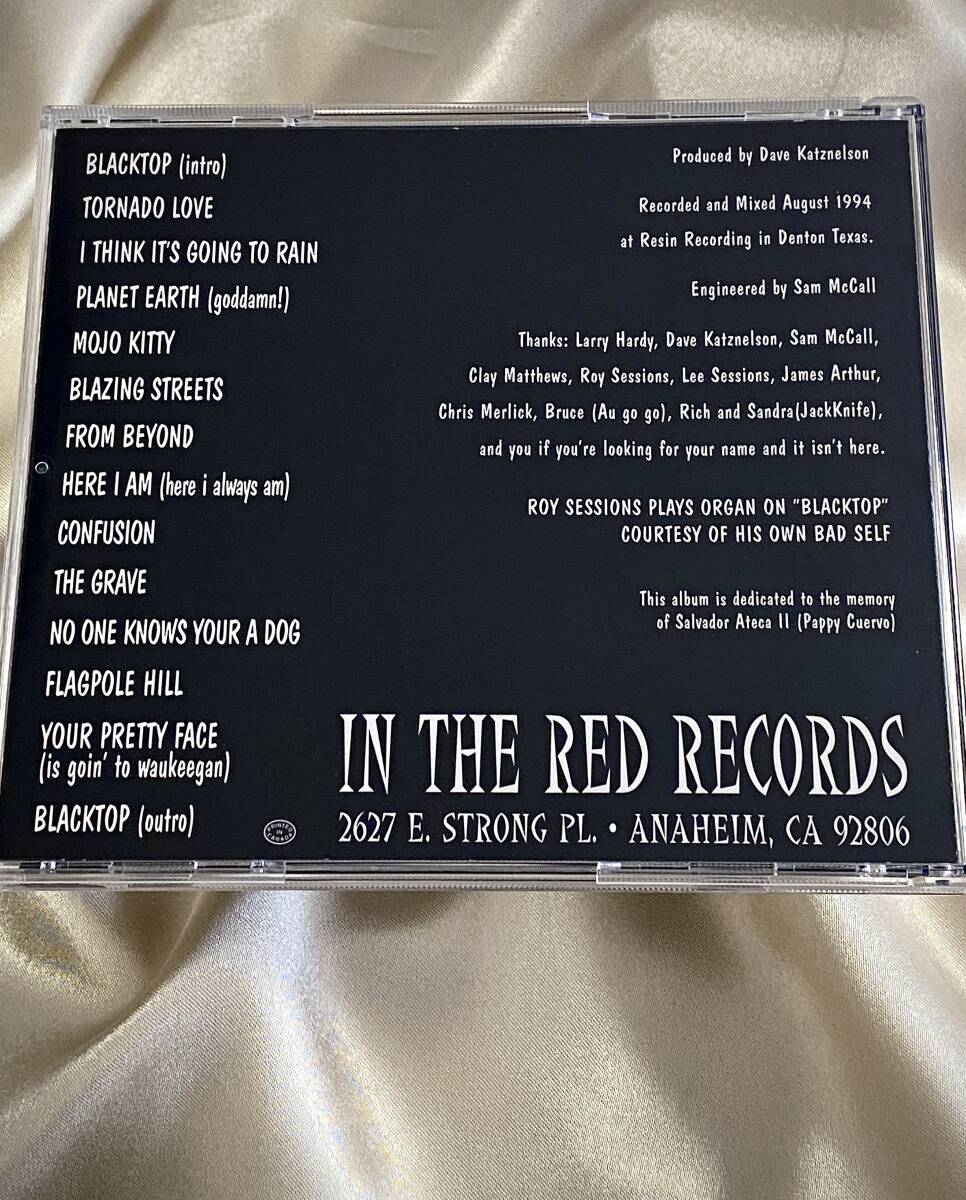 BLACKTOP (intro)
TORNADO LOVE
I THINK IT'S GOING TO RAIN
PLANET EARTH (goddamn!)
MOJO KITTY
BLAZING STREETS
FROM BEYOND
HERE I AM (here i always am)
CONFUSION
THE GRAVE
NO ONE KNOWS YOUR A DOG
FLAGPOLE HILL
YOUR PRETTY FACE
(is goin' to waukeegan)
BLACKTOP (outro)
PRINTED
IN
CANADA
Produced by Dave Katznelson
Recorded and Mixed August 1994
at Resin Recording in Denton Texas.
Engineered by Sam McCall
Thanks: Larry Hardy, Dave Katznelson, Sam McCall,
Clay Matthews, Roy Sessions, Lee Sessions, James Arthur,
Chris Merlick, Bruce (Au go go), Rich and Sandra(JackKnife),
and you if you're looking for your name and it isn't here.
ROY SESSIONS PLAYS ORGAN ON "BLACKTOP"
COURTESY OF HIS OWN BAD SELF
This album is dedicated to the memory
of Salvador Ateca II (Pappy Cuervo)
IN THE RED RECORDS
2627 E. STRONG PL. • ANAHEIM, CA 92806